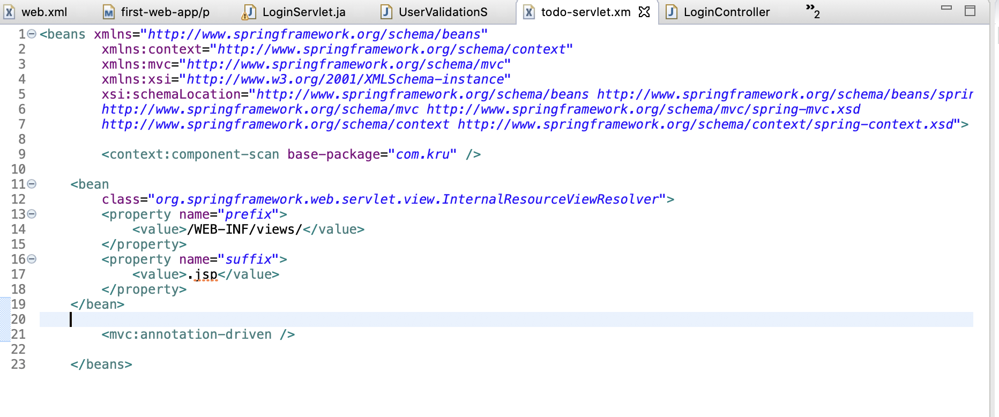 web.xml first-web-app/p LoginServlet.ja UserValidationS todo-servlet.xm LoginController »2
1 <beans xmlns="http://www.springframework.org/schema/beans"
2 xmlns:context="http://www.springframework.org/schema/context"
3 xmlns:mvc="http://www.springframework.org/schema/mvc"
4 xmlns:xsi="http://www.w3.org/2001/XMLSchema-instance"
5 xsi:schemaLocation="http://www.springframework.org/schema/beans http://www.springframework.org/schema/beans/sprin
6 http://www.springframework.org/schema/mvc http://www.springframework.org/schema/mvc/spring-mvc.xsd
7 http://www.springframework.org/schema/context http://www.springframework.org/schema/context/spring-context.xsd">
8
9 <context:component-scan base-package="com.kru" />
10
11 <bean
12 class="org.springframework.web.servlet.view.InternalResourceViewResolver">
13 <property name="prefix">
14 <value>/WEB-INF/views/</value>
15 </property>
16 <property name="suffix">
17 <value>.jsp</value>
18 </property>
19 </bean>
20
21 <mvc:annotation-driven />
22
23 </beans>